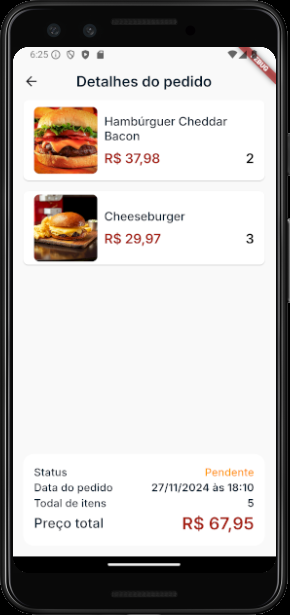 6:25
Detalhes do pedido
Hambúrguer Cheddar
Bacon
R$ 37,98 2
Cheeseburger
R$ 29,97 3
Status Pendente
Data do pedido 27/11/2024 às 18:10
Todal de itens 5
Preço total R$ 67,95